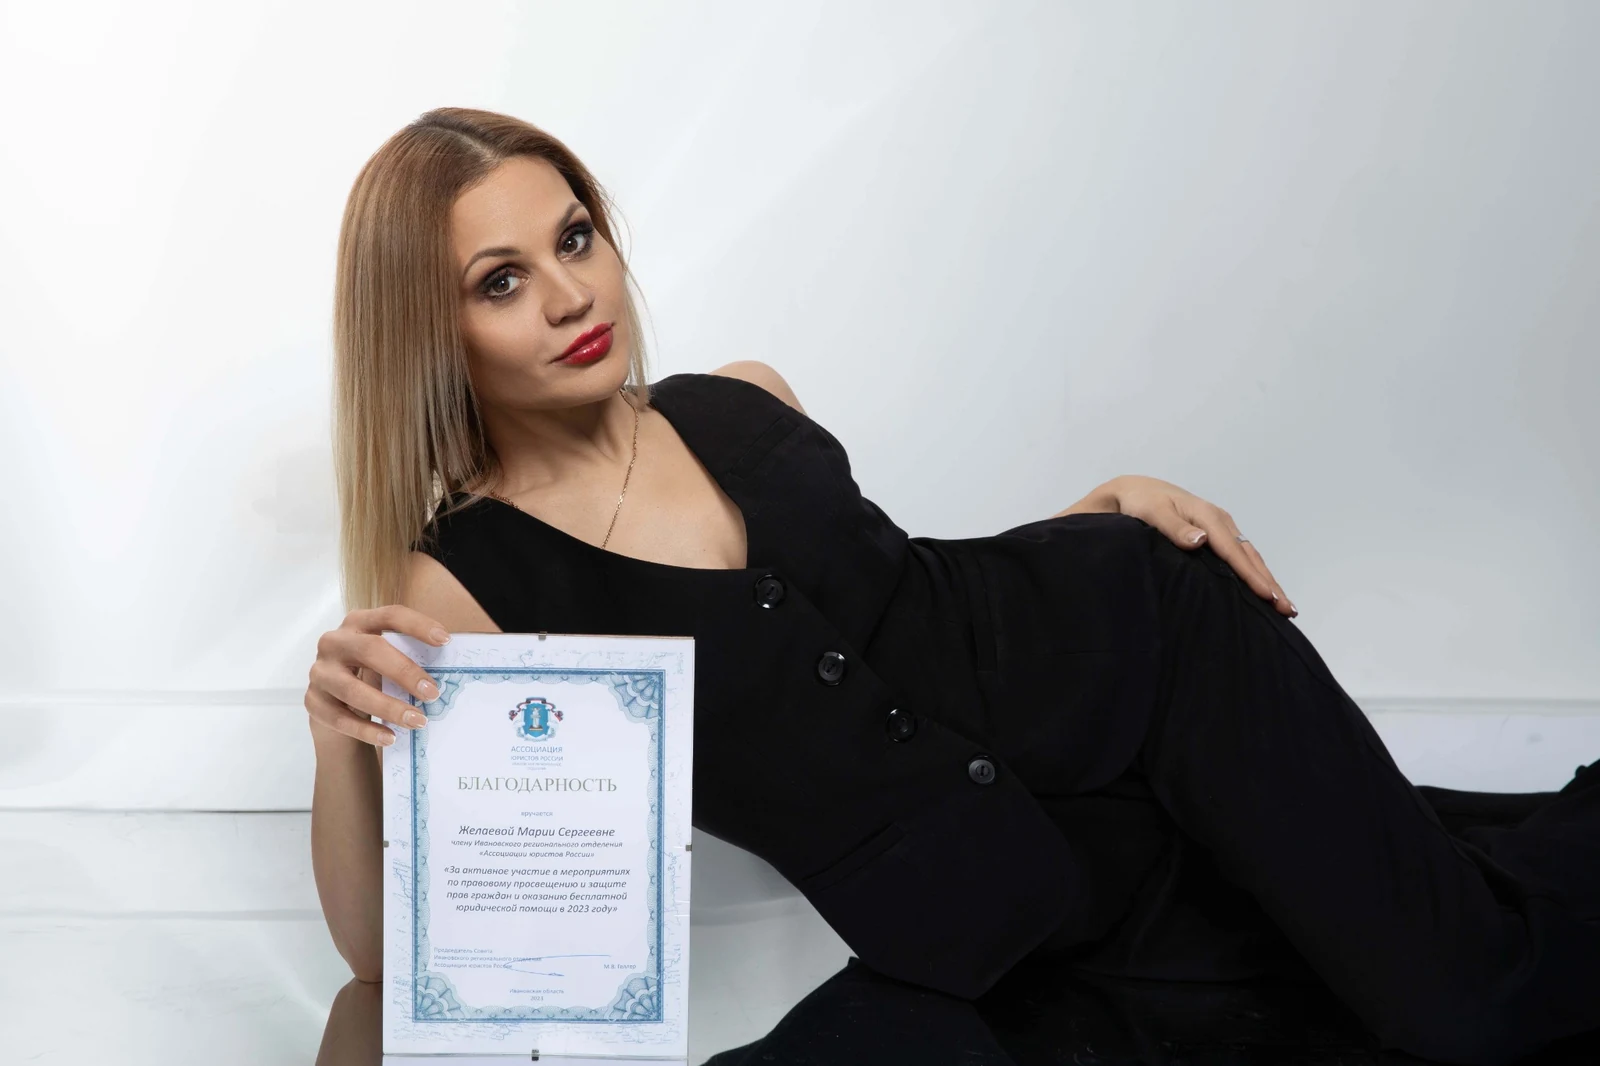 АССОЦИАЦИЯ
ЮРИСТОВ РОССИИ
БЛАГОДАРНОСТЬ
вручается
Желаевой Марии Сергеевне
члену Ивановского регионального отделения
«Ассоциации юристов России»
«За активное участие в мероприятиях
по правовому просвещению и защите
прав граждан и оказанию бесплатной
юридической помощи в 2023 году»
Председатель Совета
Ивановского регионального отделения
Ассоциации юристов России
М.В.
Ивановская область
2023